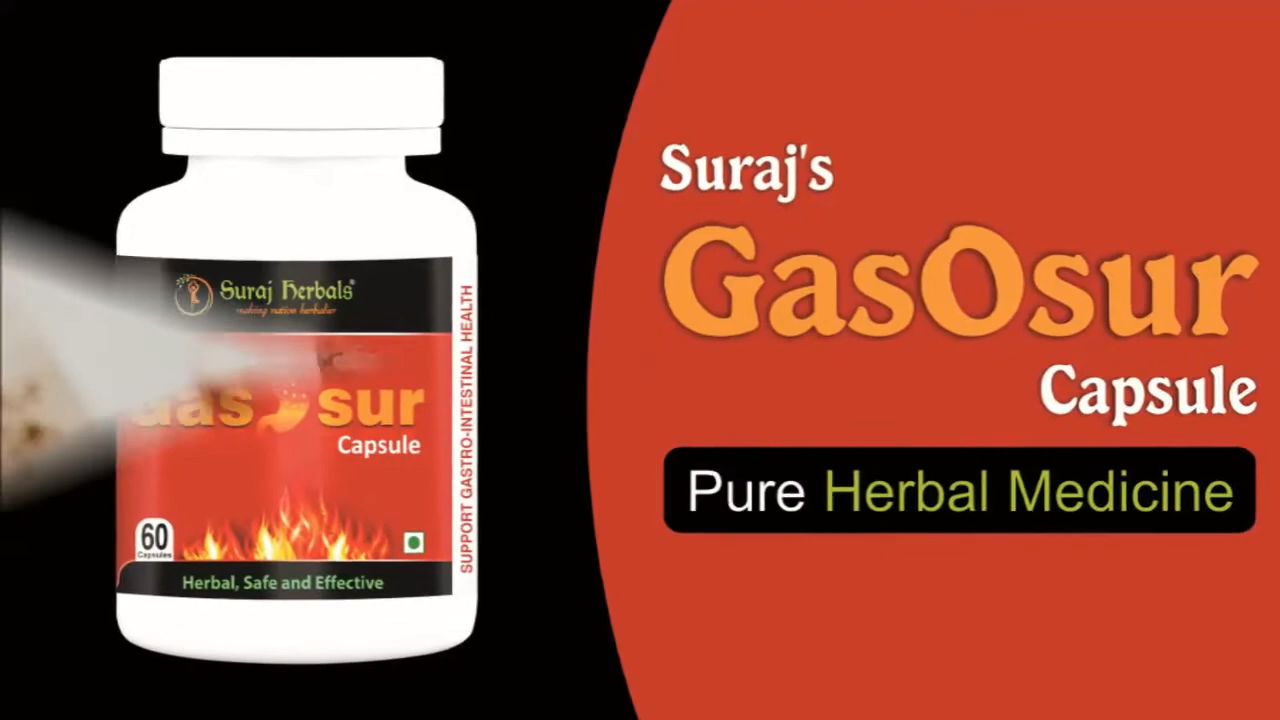 Suraj Herbals®
making nation herbalier
Gas sur
Capsule
60
Capsules
Herbal, Safe and Effective
SUPPORT GASTRO-INTESTINAL HEALTH
Suraj's
GasOsur
Capsule
Pure Herbal Medicine